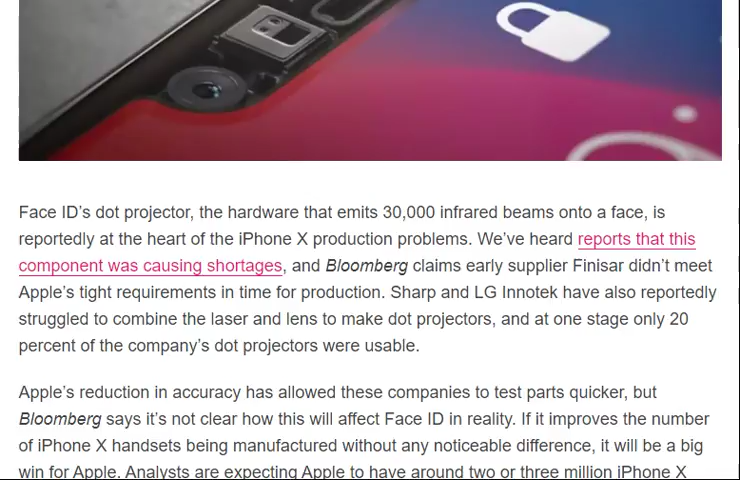 Face ID’s dot projector, the hardware that emits 30,000 infrared beams onto a face, is
reportedly at the heart of the iPhone X production problems. We’ve heard reports that this
component was causing shortages, and Bloomberg claims early supplier Finisar didn’t meet
Apple’s tight requirements in time for production. Sharp and LG Innotek have also reportedly
struggled to combine the laser and lens to make dot projectors, and at one stage only 20
percent of the company’s dot projectors were usable.
Apple’s reduction in accuracy has allowed these companies to test parts quicker, but
Bloomberg says it’s not clear how this will affect Face ID in reality. If it improves the number
of iPhone X handsets being manufactured without any noticeable difference, it will be a big
win for Apple. Analysts are expecting Apple to have around two or three million iPhone X